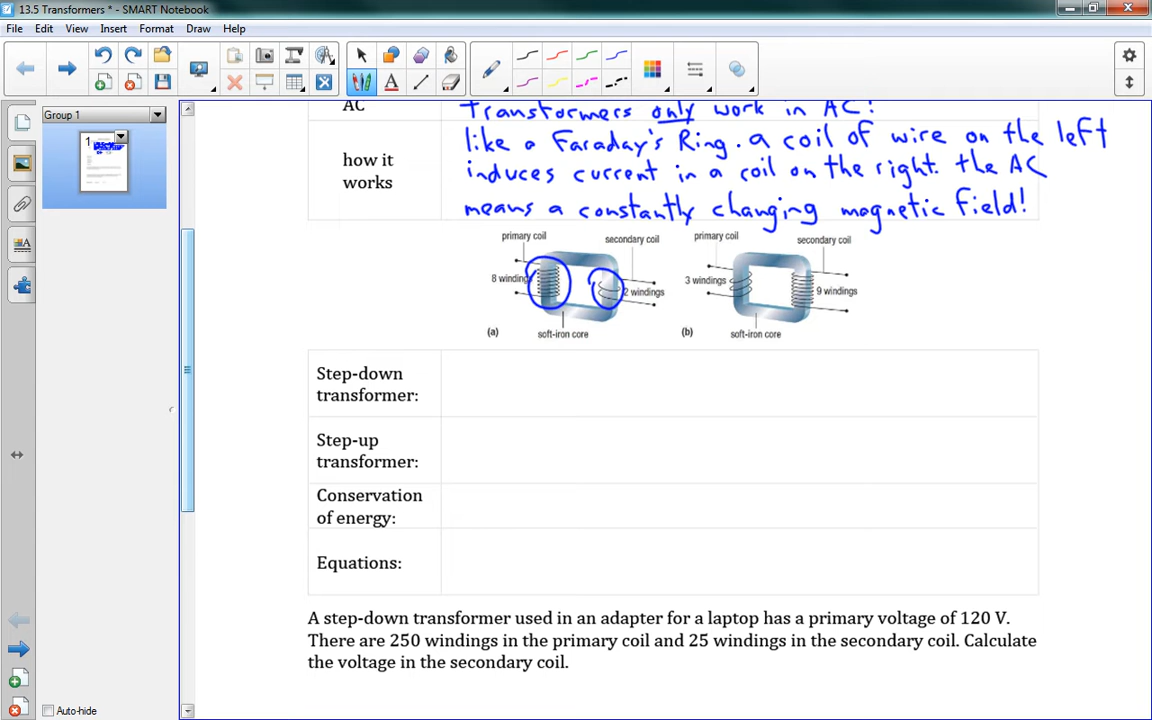 13.5 Transformers * - SMART Notebook
File Edit View Insert Format Draw Help
Group 1
1
AC
Transformers only work in AC!
how it
works
like a Faraday's Ring. a coil of wire on the left
induces current in a coil on the right. the AC
means a constantly changing magnetic field!
primary coil
secondary coil
8 winding
2 windings
(a)
soft-iron core
primary coil
secondary coil
3 windings
9 windings
(b)
soft-iron core
Step-down
transformer:
Step-up
transformer:
Conservation
of energy:
Equations:
A step-down transformer used in an adapter for a laptop has a primary voltage of 120 V.
There are 250 windings in the primary coil and 25 windings in the secondary coil. Calculate
the voltage in the secondary coil.
Auto-hide